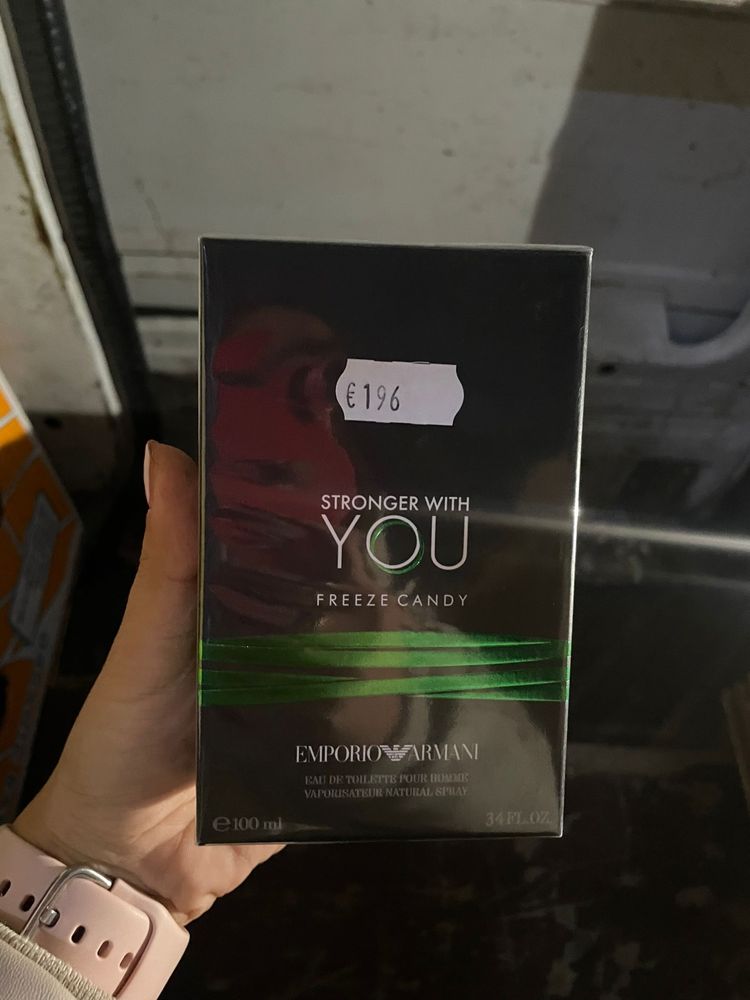 €196
STRONGER WITH
YOU
FREEZE CANDY
EMPORIO ARMANI
EAU DE TOILETTE POUR HOMME
VAPORISATEUR NATURAL SPRAY
e 100 ml 3.4 FL.OZ.